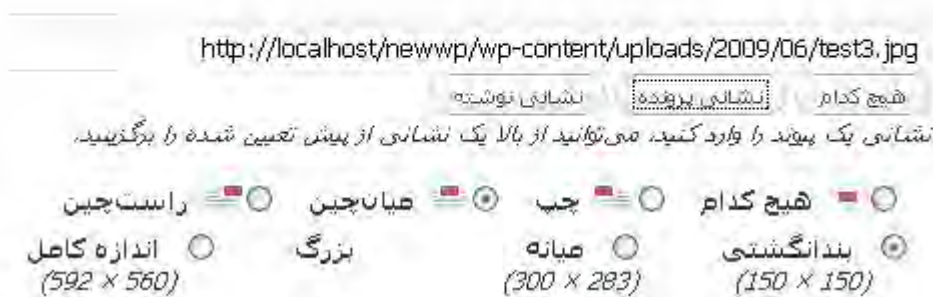 http://localhost/newwp/wp-content/uploads/2009/06/test3.jpg
هیچ کدام نشانی پرونده نشانی نوشته
نشانی یک پیوند را وارد کنید، می‌توانید از بالا یک نشانی از پیش تعیین شده را برگزینید.
هیچ کدام چپ میان‌چین راست‌چین
بندانگشتی میانه بزرگ اندازه کامل
(150 × 150) (300 × 283) (592 × 560)